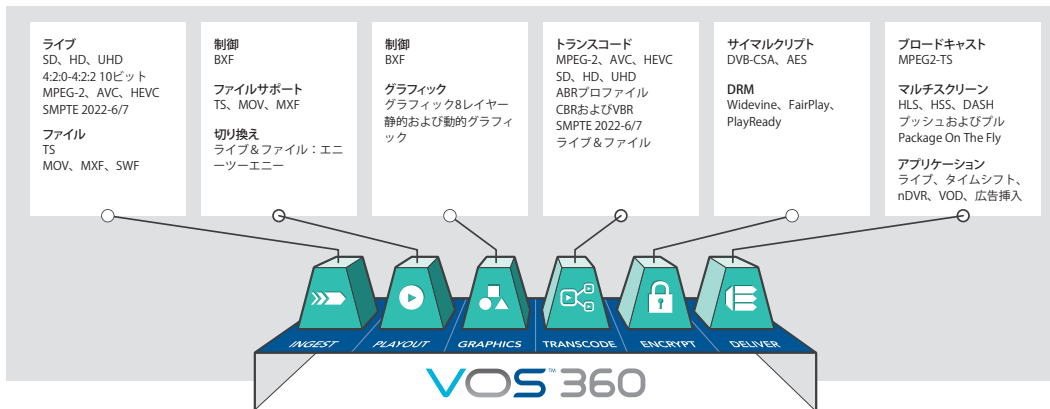 ライブ
SD、HD、UHD
4:2:0-4:2:2 10ビット
MPEG-2、AVC、HEVC
SMPTE 2022-6/7
ファイル
TS
MOV、MXF、SWF
制御
BXF
ファイルサポート
TS、MOV、MXF
切り換え
ライブ＆ファイル：エニ
ーツーエニー
制御
BXF
グラフィック
グラフィック8レイヤー
静的および動的グラフィ
ック
トランスコード
MPEG-2、AVC、HEVC
SD、HD、UHD
ABRプロファイル
CBRおよびVBR
SMPTE 2022-6/7
ライブ＆ファイル
サイマルクリプト
DVB-CSA、AES
DRM
Widevine、FairPlay、
PlayReady
ブロードキャスト
MPEG2-TS
マルチスクリーン
HLS、HSS、DASH
プッシュおよびプル
Package On The Fly
アプリケーション
ライブ、タイムシフト、
nDVR、VOD、広告挿入
INGEST
PLAYOUT
GRAPHICS
TRANSCODE
ENCRYPT
DELIVER
VOS™ 360